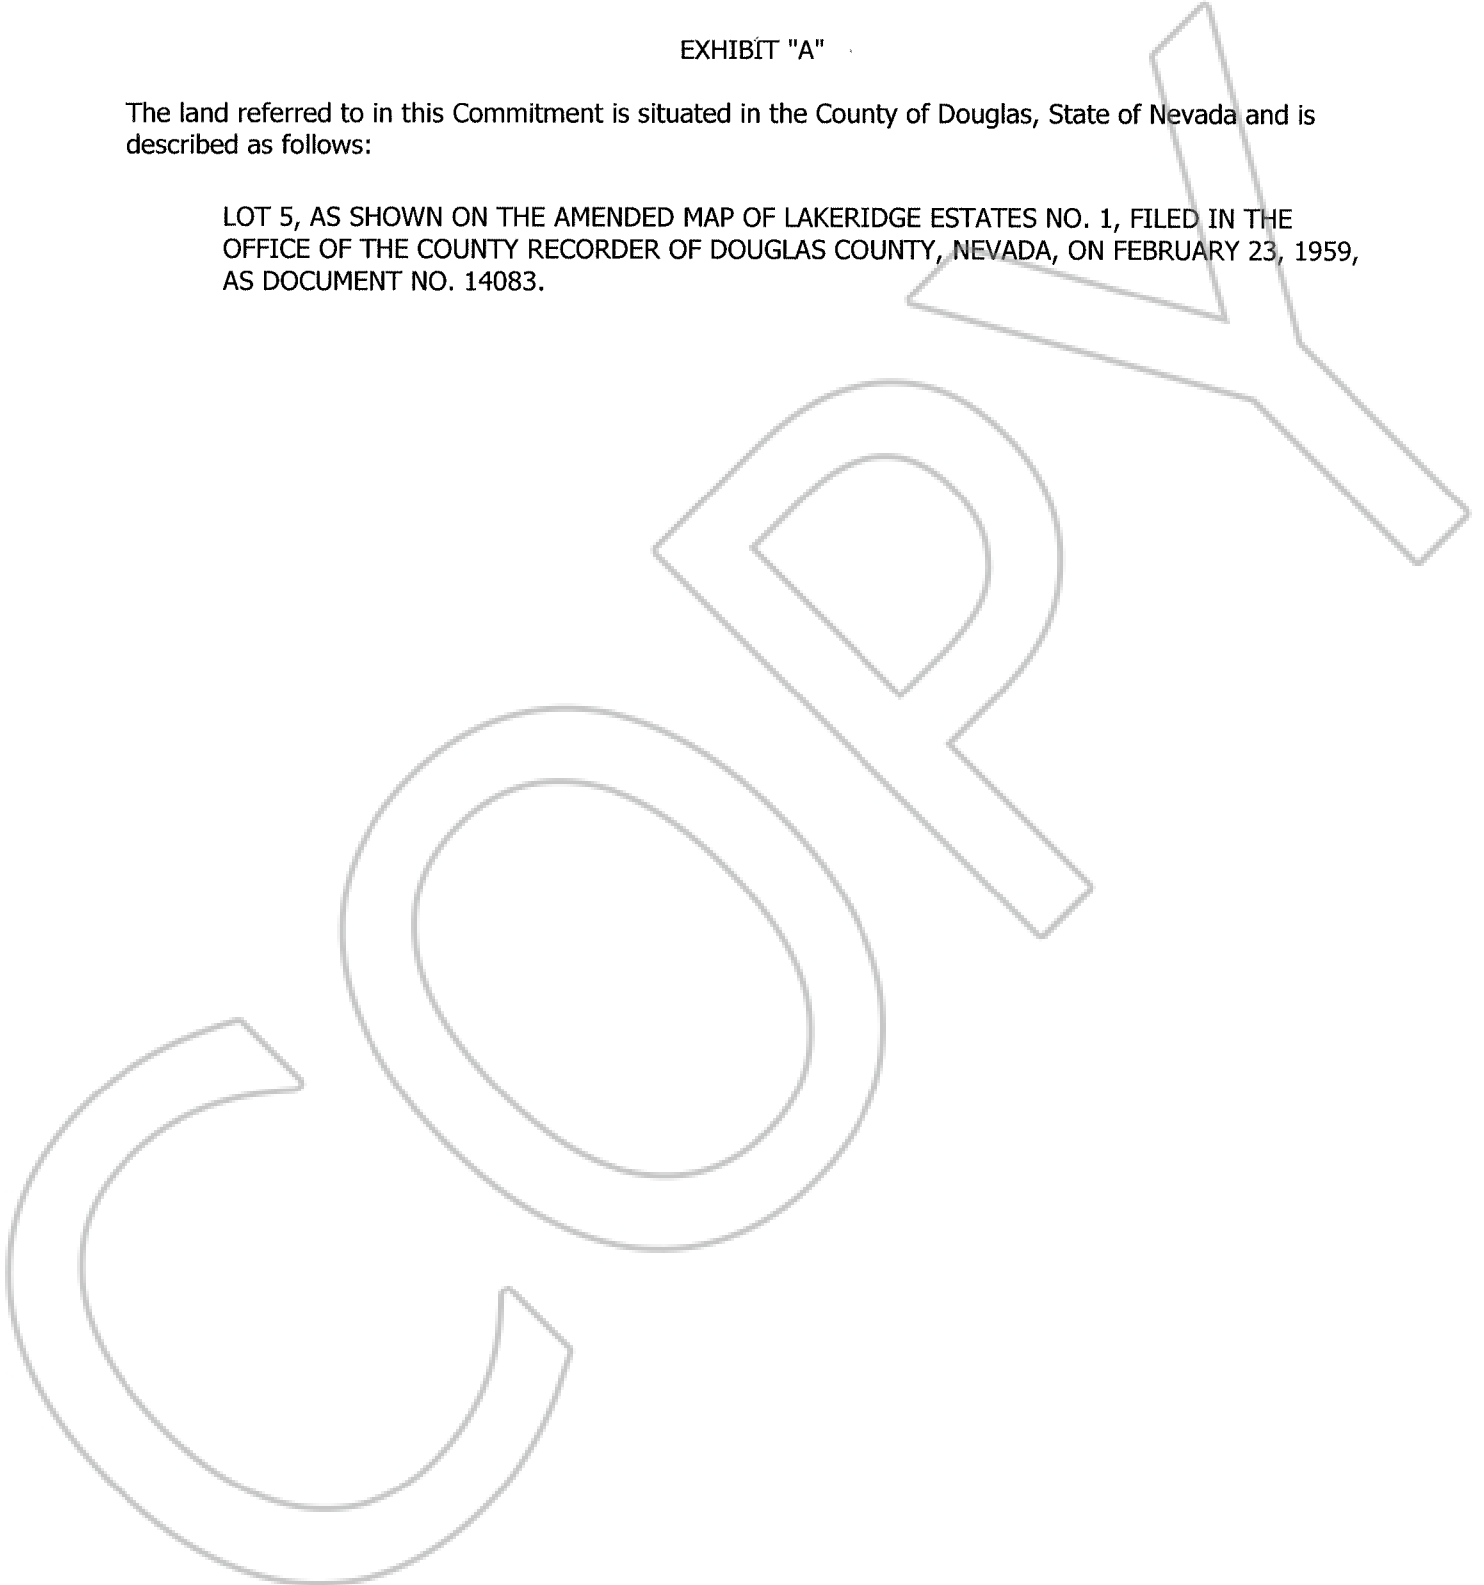 EXHIBIT "A"
The land referred to in this Commitment is situated in the County of Douglas, State of Nevada and is
described as follows:
LOT 5, AS SHOWN ON THE AMENDED MAP OF LAKERIDGE ESTATES NO. 1, FILED IN THE
OFFICE OF THE COUNTY RECORDER OF DOUGLAS COUNTY, NEVADA, ON FEBRUARY 23, 1959,
AS DOCUMENT NO. 14083.
COPY